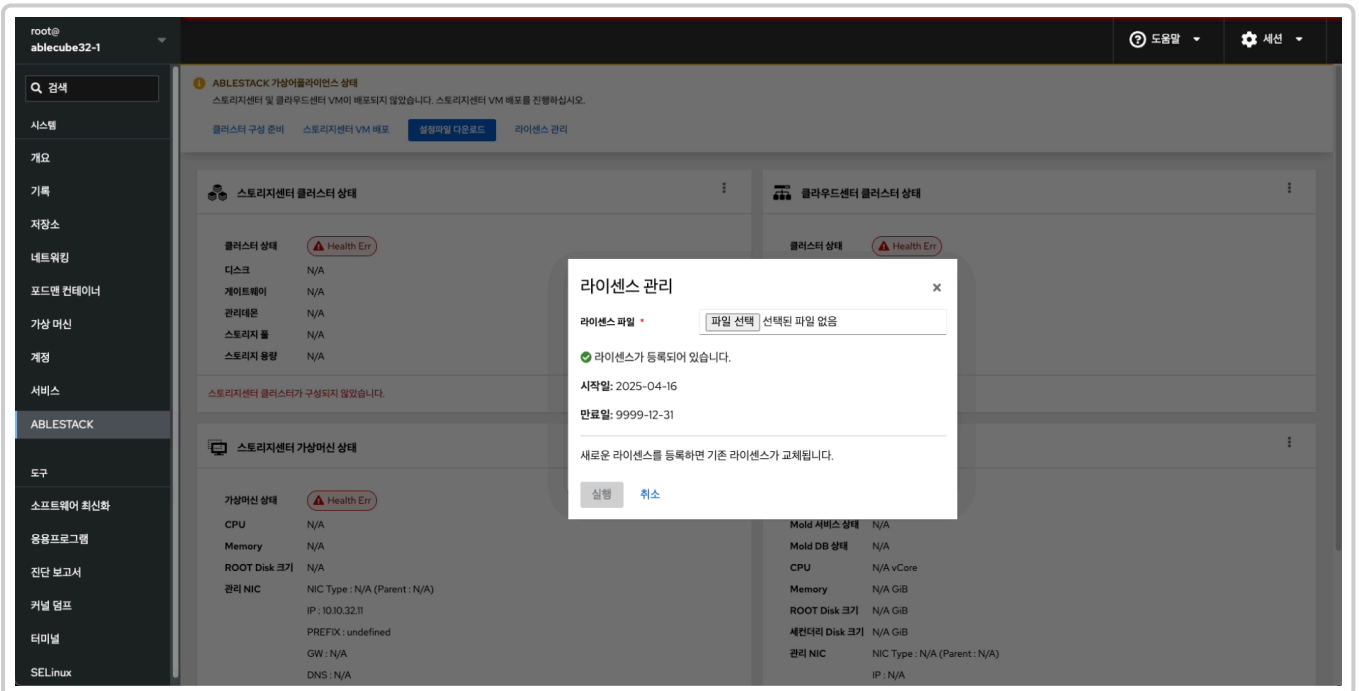 root@
ablecube32-1
도움말
세션
검색
시스템
개요
기록
저장소
네트워킹
포드맨 컨테이너
가상 머신
계정
서비스
ABLESTACK
도구
소프트웨어 최신화
응용프로그램
진단 보고서
커널 덤프
터미널
SELinux
ABLESTACK 가상어플라이언스 상태
스토리지센터 및 클라우드센터 VM이 배포되지 않았습니다. 스토리지센터 VM 배포를 진행하십시오.
클러스터 구성 준비 스토리지센터 VM 배포 설정파일 다운로드 라이센스 관리
스토리지센터 클러스터 상태
클러스터 상태 Health Err
디스크 N/A
게이트웨이 N/A
관리데몬 N/A
스토리지 풀 N/A
스토리지 용량 N/A
스토리지센터 클러스터가 구성되지 않았습니다.
클라우드센터 클러스터 상태
클러스터 상태 Health Err
라이센스 관리 ×
라이센스 파일 * 파일 선택 선택된 파일 없음
라이센스가 등록되어 있습니다.
시작일: 2025-04-16
만료일: 9999-12-31
새로운 라이센스를 등록하면 기존 라이센스가 교체됩니다.
실행 취소
스토리지센터 가상머신 상태
가상머신 상태 Health Err
CPU N/A
Memory N/A
ROOT Disk 크기 N/A
관리 NIC NIC Type : N/A (Parent : N/A)
IP : 10.10.32.11
PREFIX : undefined
GW : N/A
DNS : N/A
Mold 서비스 상태 N/A
Mold DB 상태 N/A
CPU N/A vCore
Memory N/A GiB
ROOT Disk 크기 N/A GiB
세컨더리 Disk 크기 N/A GiB
관리 NIC NIC Type : N/A (Parent : N/A)
IP : N/A